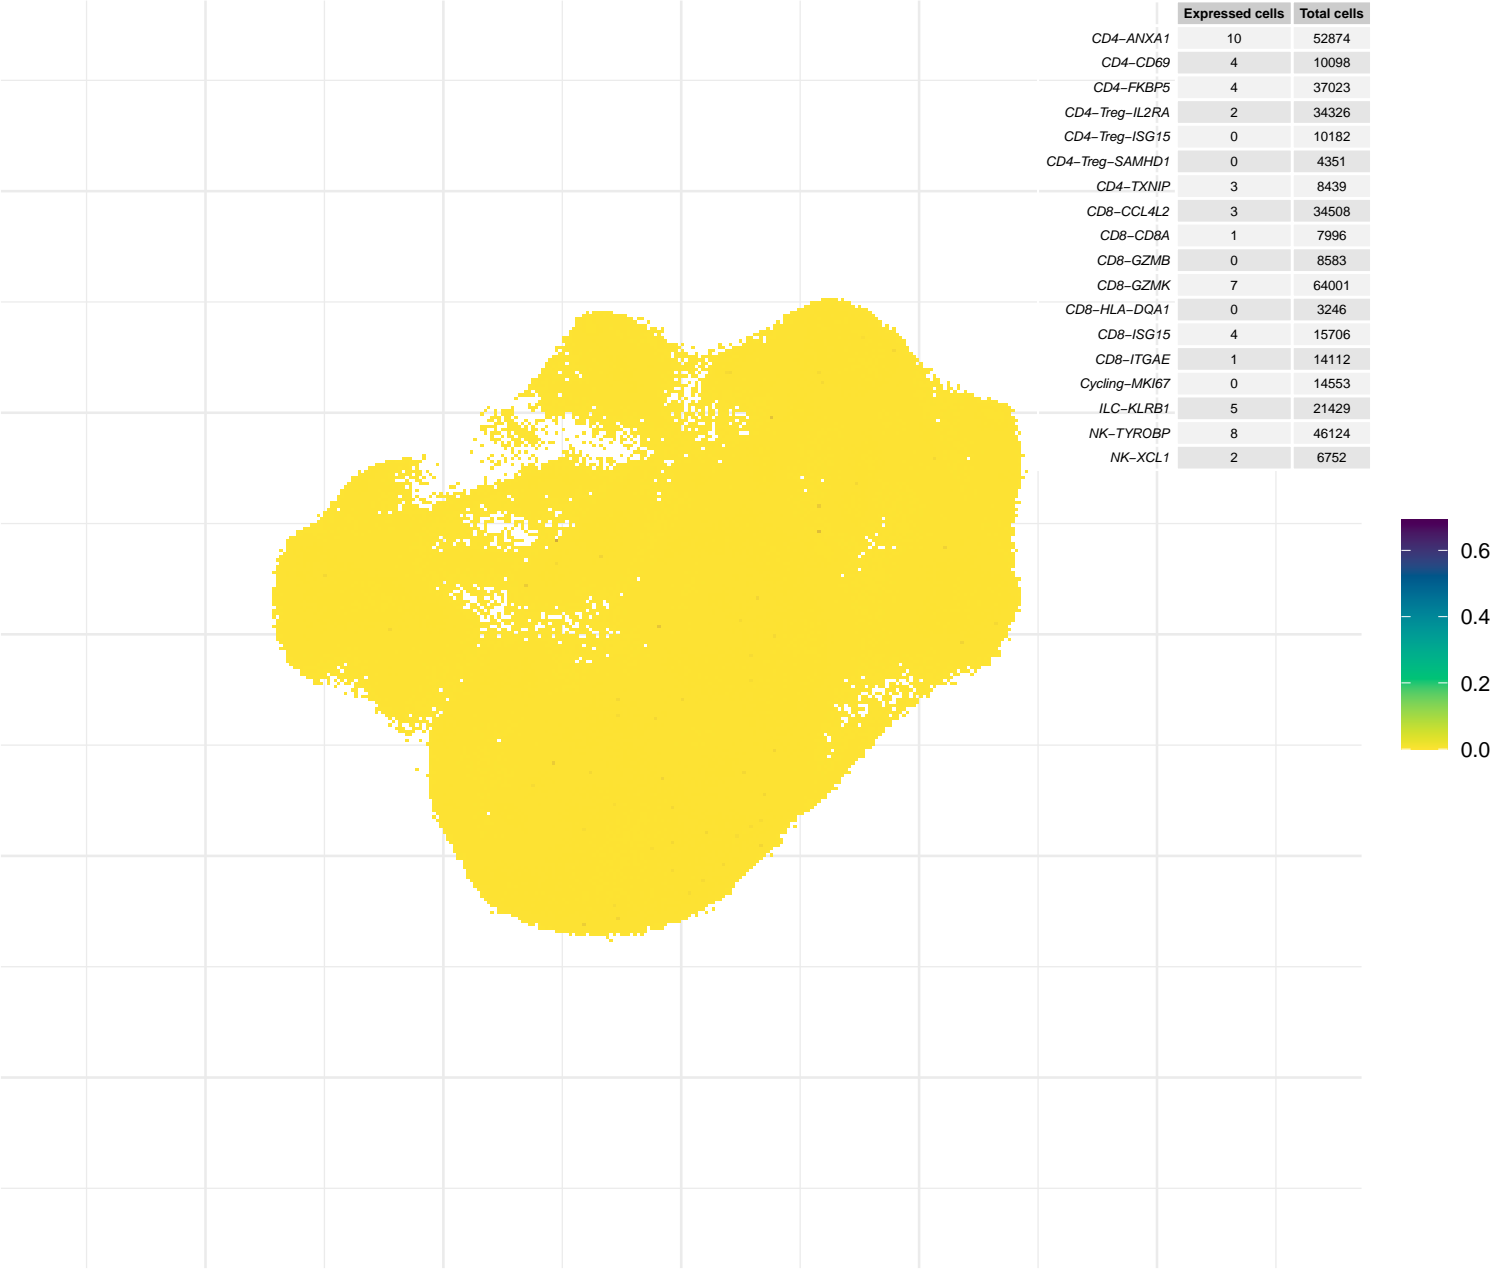 Expressed cells Total cells
CD4−ANXA1 10 52874
CD4−CD69 4 10098
CD4−FKBP5 4 37023
CD4−Treg−IL2RA 2 34326
CD4−Treg−ISG15 0 10182
CD4−Treg−SAMHD1 0 4351
CD4−TXNIP 3 8439
CD8−CCL4L2 3 34508
CD8−CD8A 1 7996
CD8−GZMB 0 8583
CD8−GZMK 7 64001
CD8−HLA−DQA1 0 3246
CD8−ISG15 4 15706
CD8−ITGAE 1 14112
Cycling−MKI67 0 14553
ILC−KLRB1 5 21429
NK−TYROBP 8 46124
NK−XCL1 2 6752
0.6
0.4
0.2
0.0